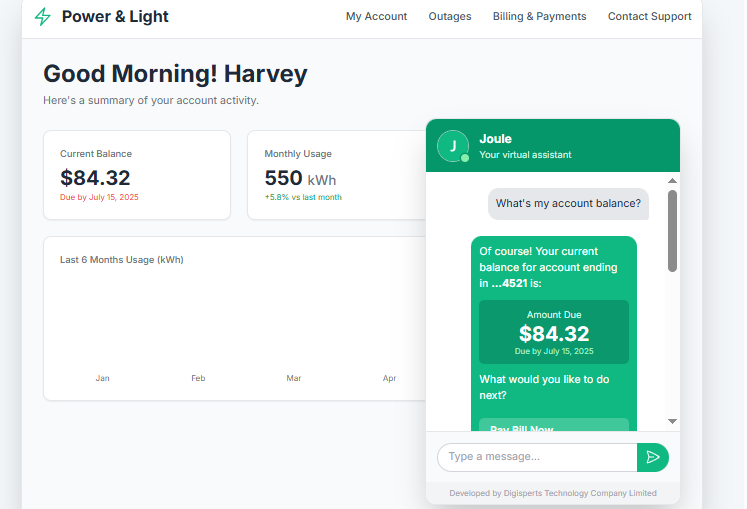 Power & Light
My Account Outages Billing & Payments Contact Support
Good Morning! Harvey
Here's a summary of your account activity.
Current Balance
$84.32
Due by July 15, 2025
Monthly Usage
550 kWh
+5.8% vs last month
Last 6 Months Usage (kWh)
Jan Feb Mar Apr
J
Joule
Your virtual assistant
What's my account balance?
Of course! Your current
balance for account ending
in ...4521 is:
Amount Due
$84.32
Due by July 15, 2025
What would you like to do
next?
Pay Bill Now
Type a message...
Developed by Digisperts Technology Company Limited